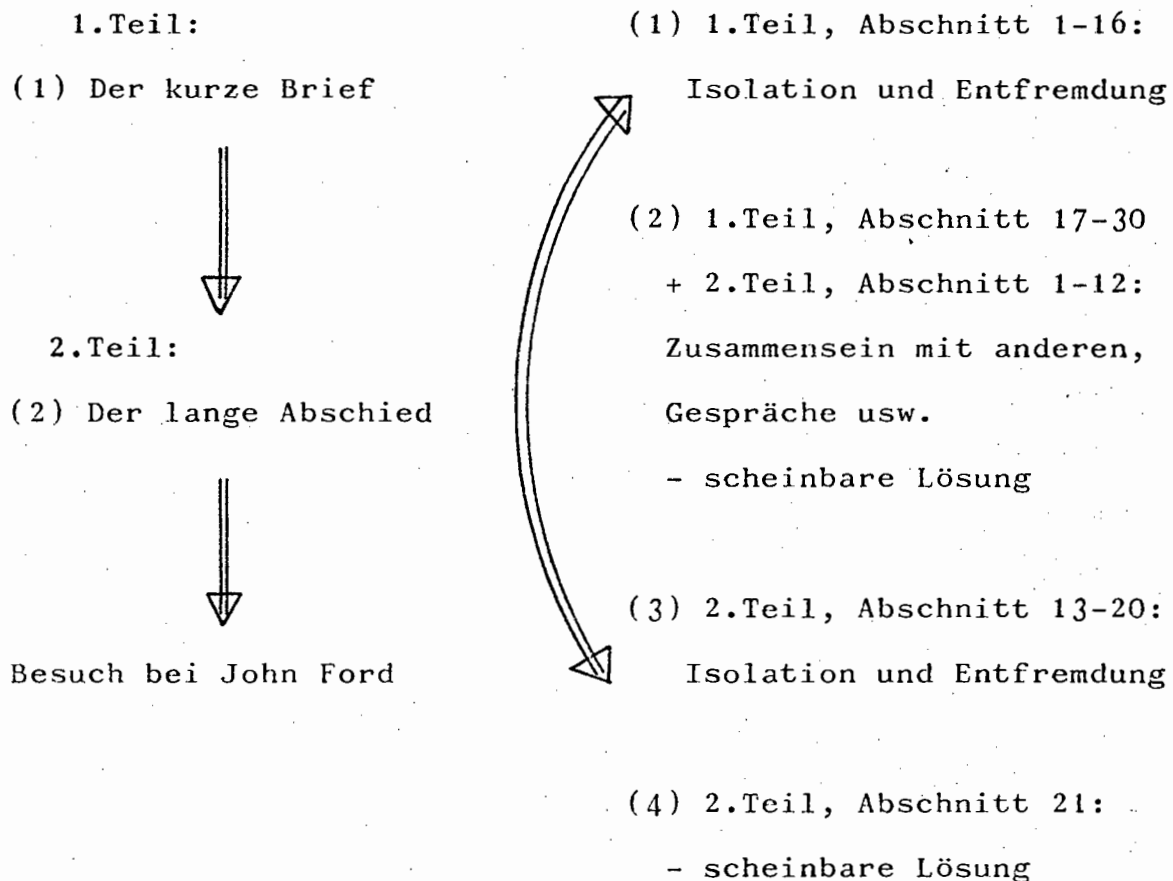 1.Teil:
(1) Der kurze Brief
2.Teil:
(2) Der lange Abschied
Besuch bei John Ford
(1) 1.Teil, Abschnitt 1-16:
Isolation und Entfremdung
(2) 1.Teil, Abschnitt 17-30
+ 2.Teil, Abschnitt 1-12:
Zusammensein mit anderen,
Gespräche usw.
- scheinbare Lösung
(3) 2.Teil, Abschnitt 13-20:
Isolation und Entfremdung
(4) 2.Teil, Abschnitt 21:
- scheinbare Lösung